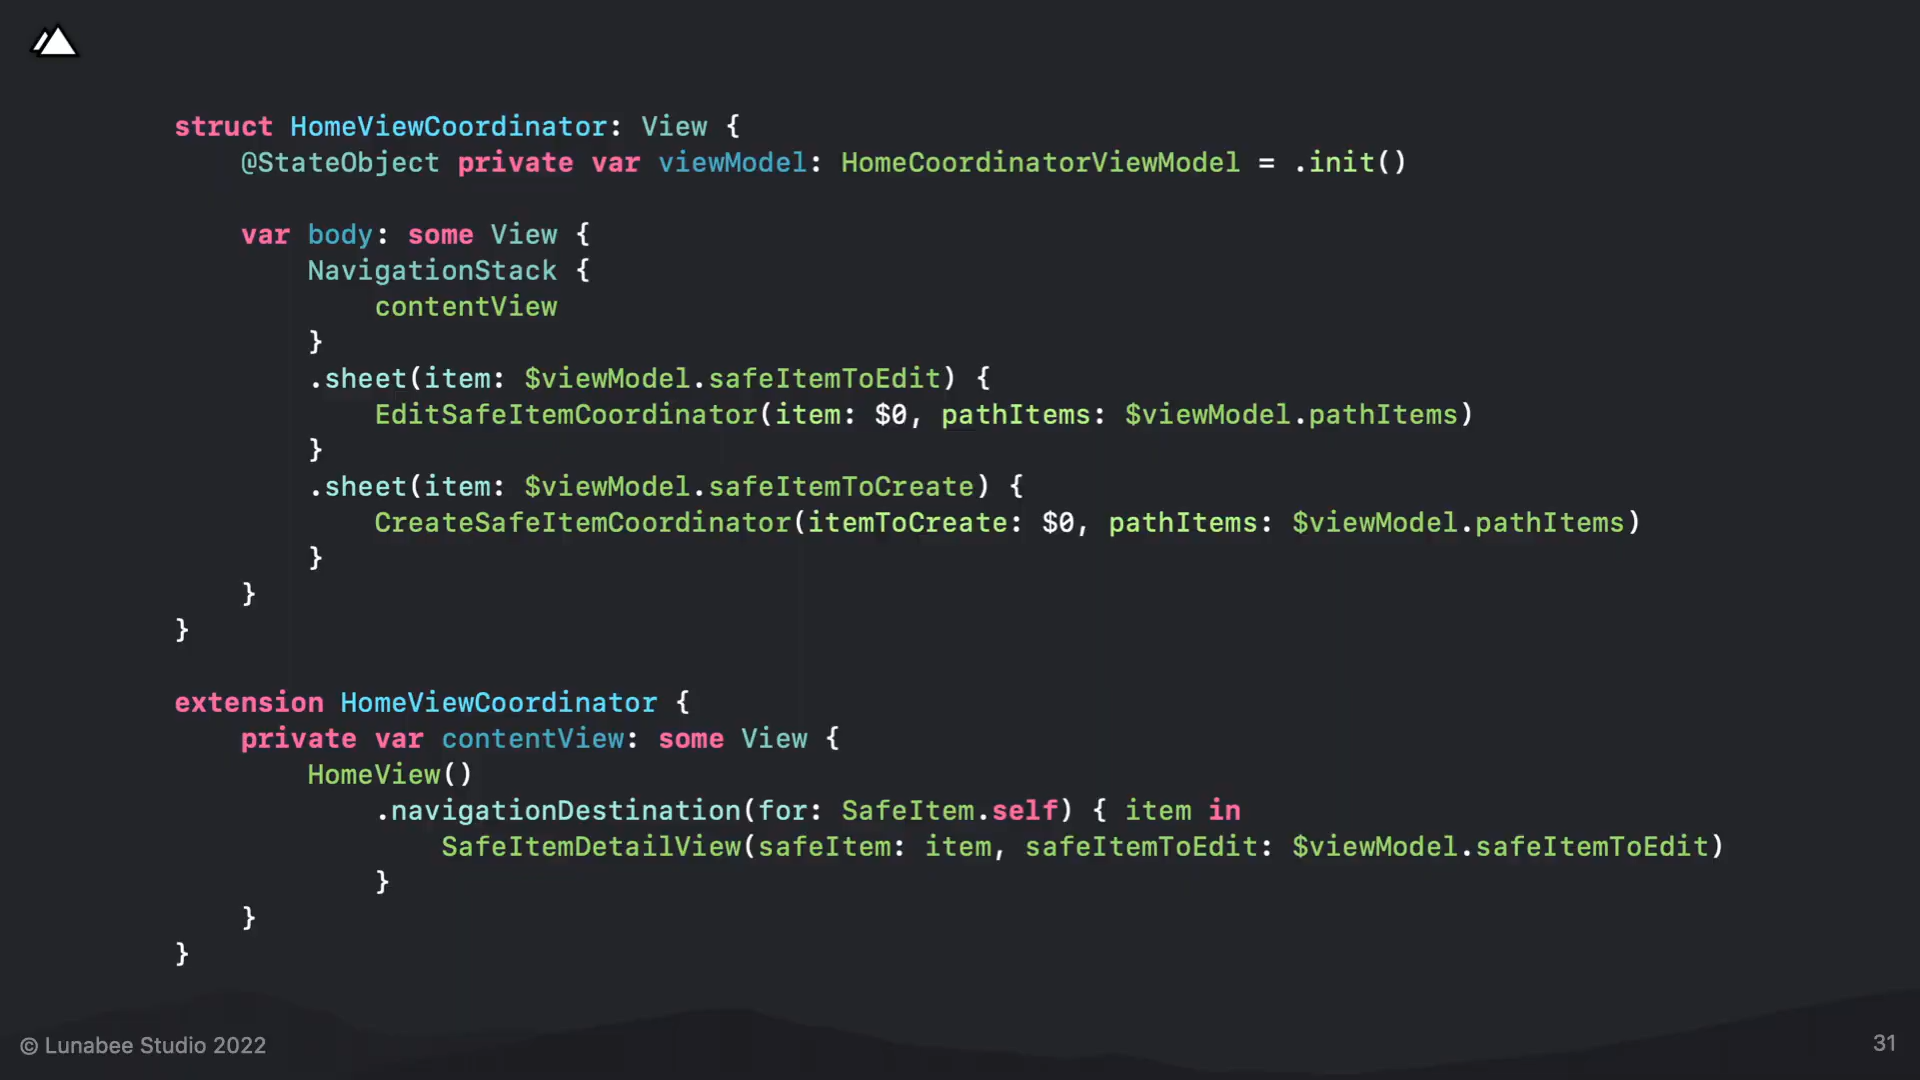 struct HomeViewCoordinator: View {
    @StateObject private var viewModel: HomeCoordinatorViewModel = .init()

    var body: some View {
        NavigationStack {
            contentView
        }
        .sheet(item: $viewModel.safeItemToEdit) {
            EditSafeItemCoordinator(item: $0, pathItems: $viewModel.pathItems)
        }
        .sheet(item: $viewModel.safeItemToCreate) {
            CreateSafeItemCoordinator(itemToCreate: $0, pathItems: $viewModel.pathItems)
        }
    }
}

extension HomeViewCoordinator {
    private var contentView: some View {
        HomeView()
            .navigationDestination(for: SafeItem.self) { item in
                SafeItemDetailView(safeItem: item, safeItemToEdit: $viewModel.safeItemToEdit)
            }
    }
}
© Lunabee Studio 2022
31